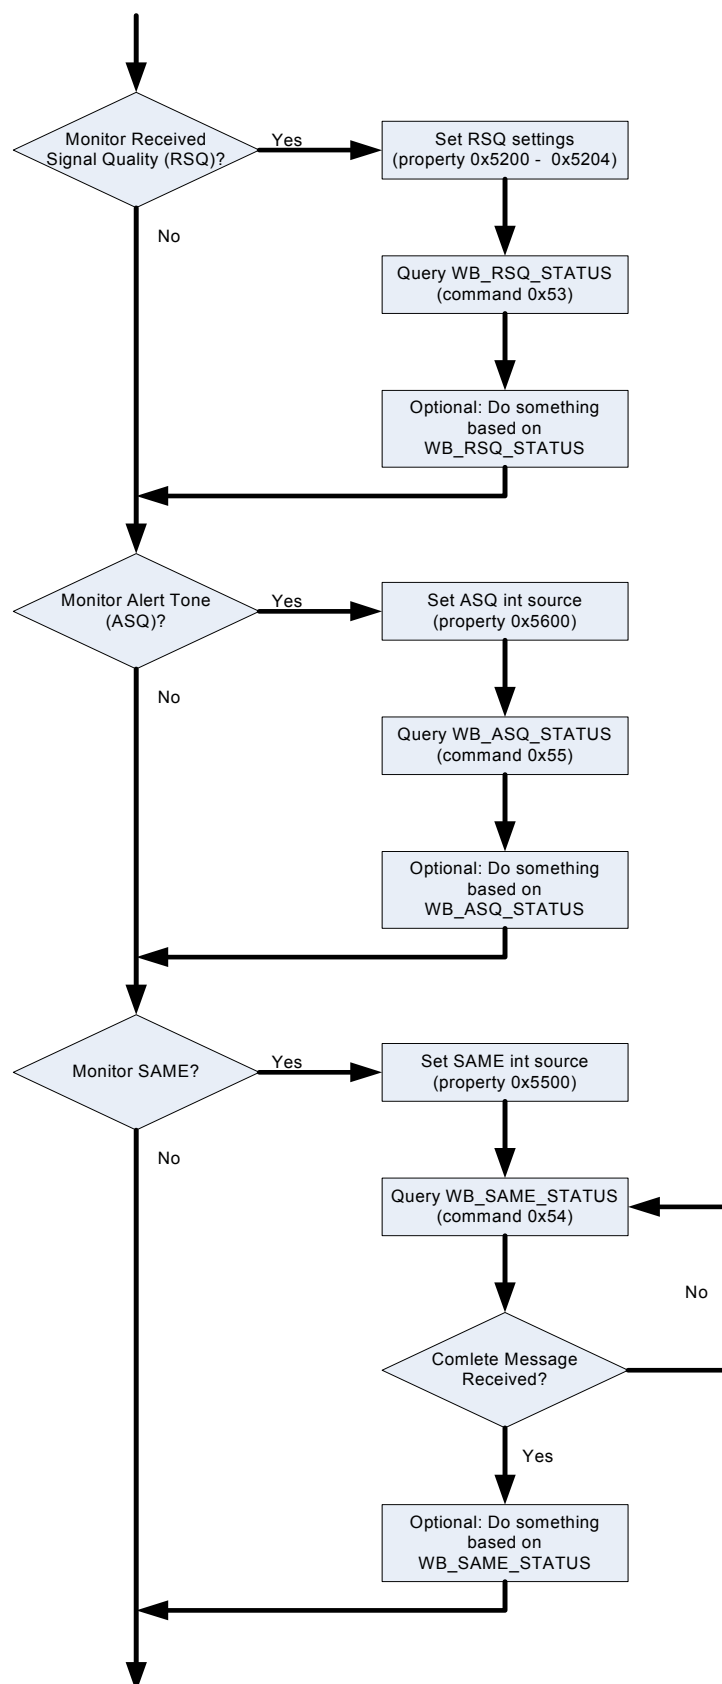 Monitor Received
Signal Quality (RSQ)?
Yes
Set RSQ settings
(property 0x5200 -  0x5204)
No
Query WB_RSQ_STATUS
(command 0x53)
Optional: Do something
based on
WB_RSQ_STATUS
Monitor Alert Tone
(ASQ)?
Yes
Set ASQ int source
(property 0x5600)
No
Query WB_ASQ_STATUS
(command 0x55)
Optional: Do something
based on
WB_ASQ_STATUS
Monitor SAME?
Yes
Set SAME int source
(property 0x5500)
No
Query WB_SAME_STATUS
(command 0x54)
No
Comlete Message
Received?
Yes
Optional: Do something
based on
WB_SAME_STATUS